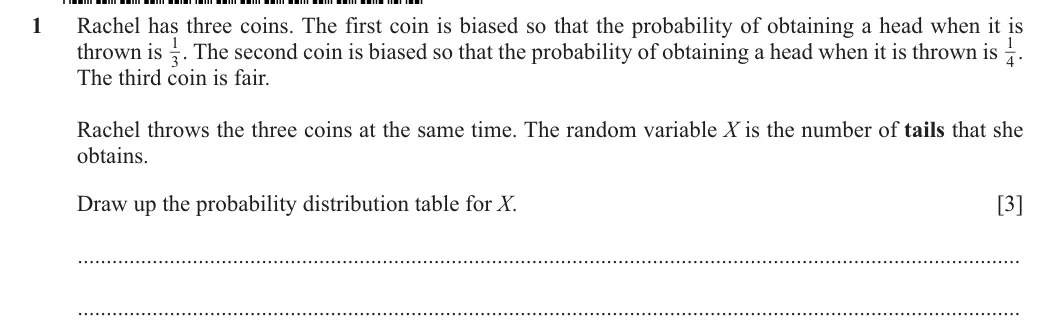 1 Rachel has three coins. The first coin is biased so that the probability of obtaining a head when it is
thrown is 1/3. The second coin is biased so that the probability of obtaining a head when it is thrown is 1/4.
The third coin is fair.
Rachel throws the three coins at the same time. The random variable X is the number of tails that she
obtains.
Draw up the probability distribution table for X. [3]